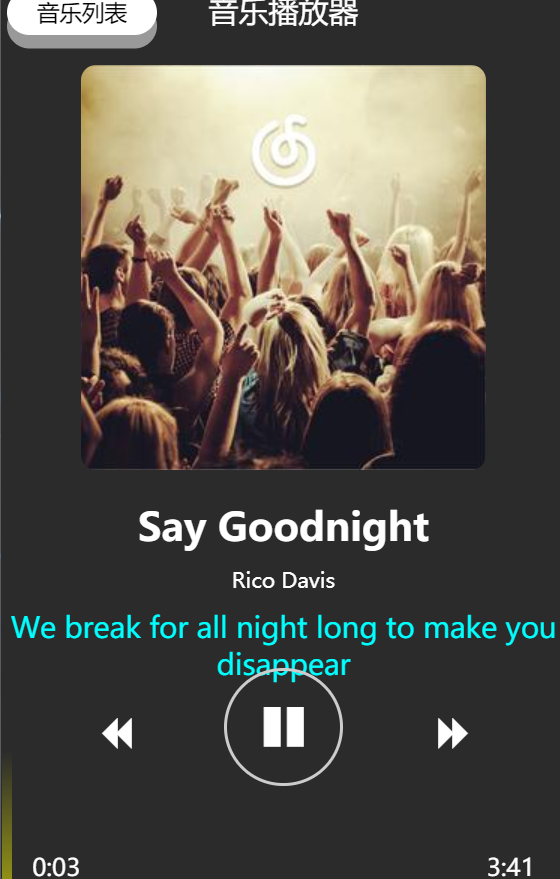 音乐列表
音乐播放器
Say Goodnight
Rico Davis
We break for all night long to make you
disappear
0:03
3:41